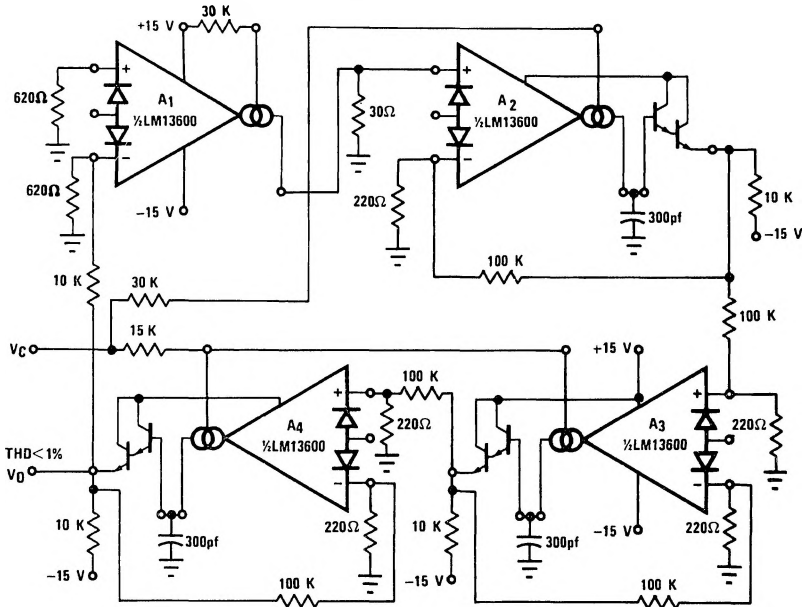 30 K
+15 V
+
A1
½LM13600
−
620Ω
620Ω
−15 V
30Ω
+
A2
½LM13600
−
220Ω
300pf
10 K
−15 V
10 K
30 K
100 K
100 K
VC
15 K
+15 V
100 K
+
A4
½LM13600
−
220Ω
+
A3
½LM13600
−
220Ω
THD<1%
VO
10 K
−15 V
300pf
220Ω
100 K
10 K
−15 V
300pf
−15 V
220Ω
100 K